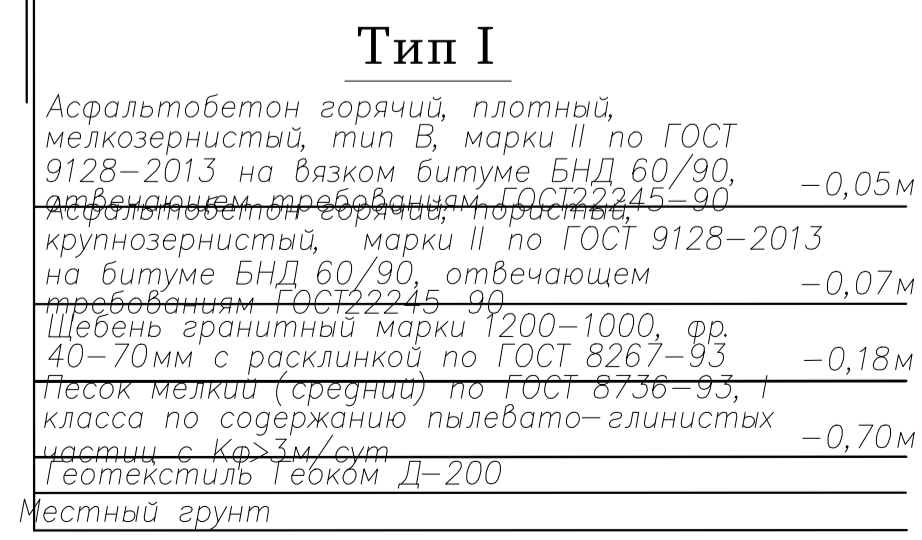 Тип I
Асфальтобетон горячий, плотный,
мелкозернистый, тип В, марки II по ГОСТ
9128-2013 на вязком битуме БНД 60/90,
-0,05м
отвечающем требованиям ГОСТ22245-90
Асфальтобетон горячий, пористый,
крупнозернистый, марки II по ГОСТ 9128-2013
на битуме БНД 60/90, отвечающем
-0,07м
требованиям ГОСТ22245-90
Щебень гранитный марки 1200-1000, фр.
40-70мм с расклинкой по ГОСТ 8267-93
-0,18м
Песок мелкий (средний) по ГОСТ 8736-93, I
класса по содержанию пылевато-глинистых
-0,70м
частиц с Кф>3м/сут
Геотекстиль Геоком Д-200
Местный грунт